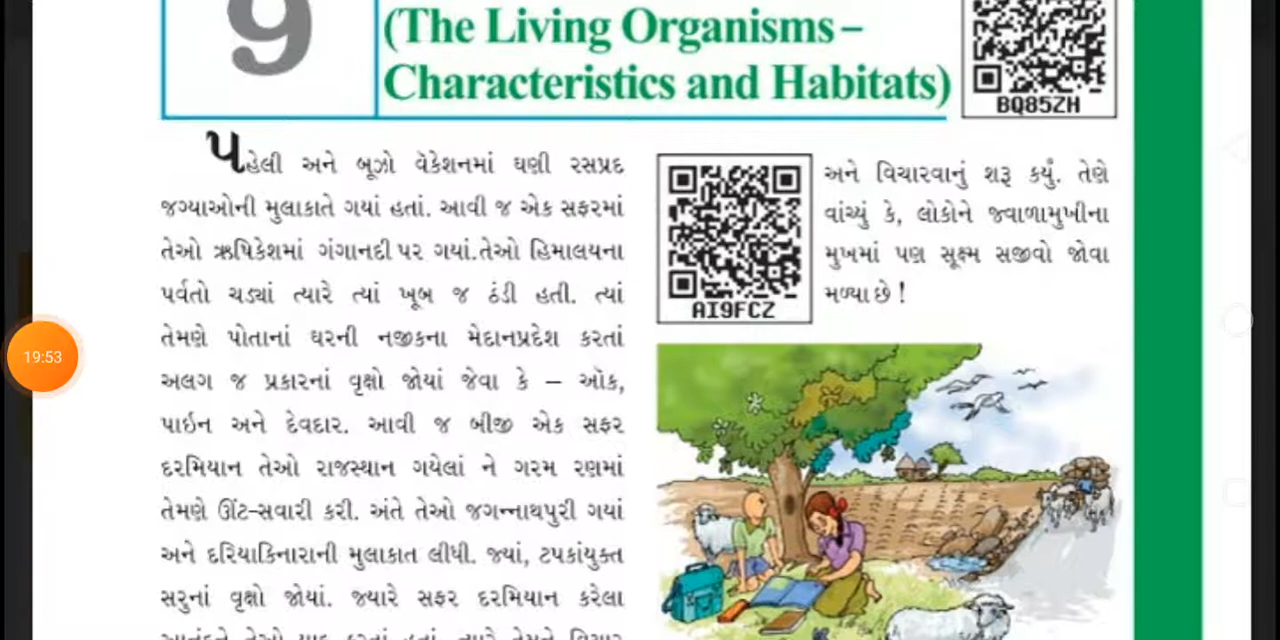 9
(The Living Organisms –
Characteristics and Habitats)
BQ85ZH
પહેલી અને બૂઝો વૅકેશનમાં ઘણી રસપ્રદ
જગ્યાઓની મુલાકાતે ગયાં હતાં. આવી જ એક સફરમાં
તેઓ ઋષિકેશમાં ગંગાનદી પર ગયાં.તેઓ હિમાલયના
પર્વતો ચડ્યાં ત્યારે ત્યાં ખૂબ જ ઠંડી હતી. ત્યાં
તેમણે પોતાનાં ઘરની નજીકના મેદાનપ્રદેશ કરતાં
અલગ જ પ્રકારનાં વૃક્ષો જોયાં જેવા કે – ઑક,
પાઇન અને દેવદાર. આવી જ બીજી એક સફર
દરમિયાન તેઓ રાજસ્થાન ગયેલાં ને ગરમ રણમાં
તેમણે ઊંટ-સવારી કરી. અંતે તેઓ જગન્નાથપુરી ગયાં
અને દરિયાકિનારાની મુલાકાત લીધી. જ્યાં, ટપકાંયુક્ત
સરુનાં વૃક્ષો જોયાં. જ્યારે સફર દરમિયાન કરેલા
AI9FCZ
અને વિચારવાનું શરૂ કર્યું. તેણે
વાંચ્યું કે, લોકોને જ્વાળામુખીના
મુખમાં પણ સૂક્ષ્મ સજીવો જોવા
મળ્યા છે !
19:53